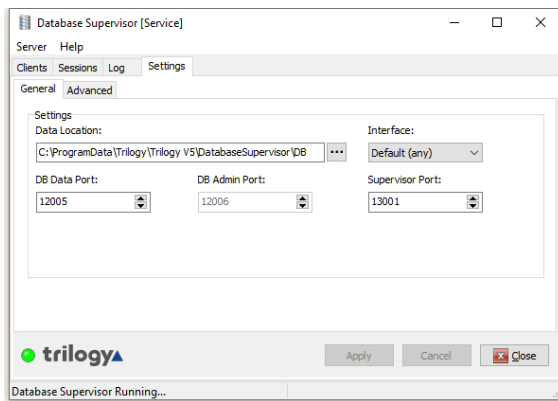 Database Supervisor [Service]
Server Help
Clients Sessions Log Settings
General Advanced
Settings
Data Location: Interface:
C:\ProgramData\Trilogy\Trilogy V5\DatabaseSupervisor\DB ... Default (any)
DB Data Port: DB Admin Port: Supervisor Port:
12005 12006 13001
trilogy Apply Cancel Close
Database Supervisor Running...